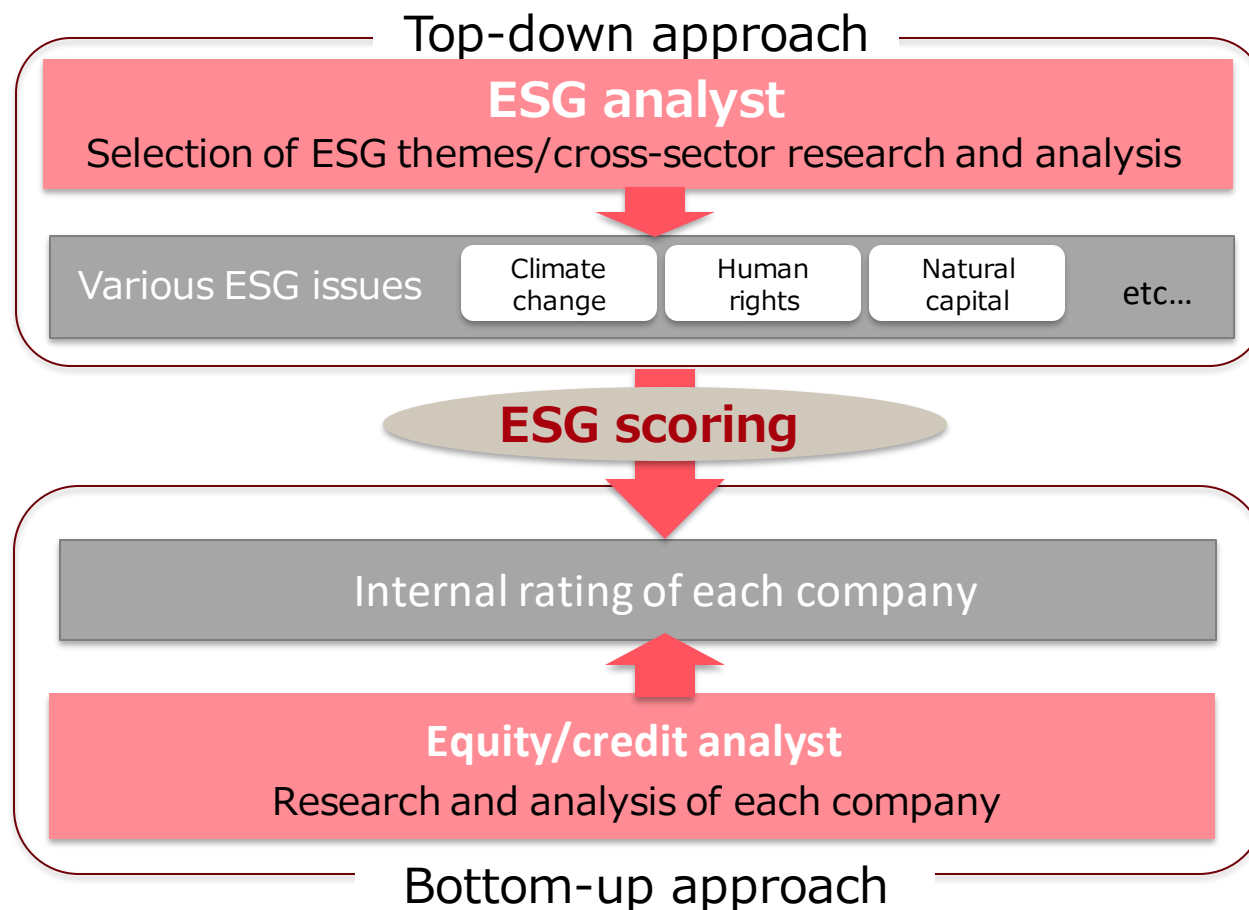 Top-down approach
ESG analyst
Selection of ESG themes/cross-sector research and analysis
Various ESG issues
Climate
change
Human
rights
Natural
capital
etc…
ESG scoring
Internal rating of each company
Equity/credit analyst
Research and analysis of each company
Bottom-up approach